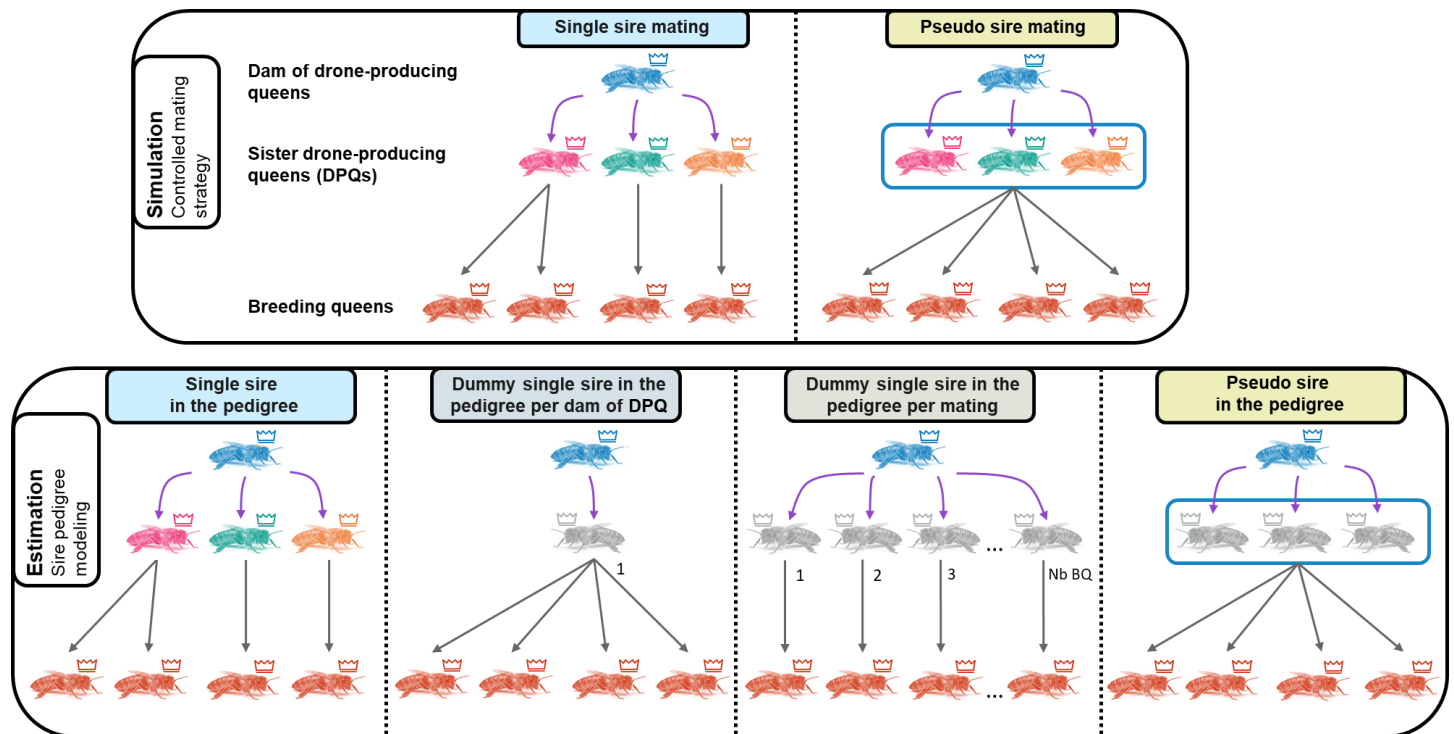 Single sire mating
Pseudo sire mating
Simulation
Controlled mating
strategy
Dam of drone-producing
queens
Sister drone-producing
queens (DPQs)
Breeding queens
Single sire
in the pedigree
Dummy single sire in the
pedigree per dam of DPQ
Dummy single sire in the
pedigree per mating
Pseudo sire
in the pedigree
Estimation
Sire pedigree
modeling
...
1
1
2
3
Nb BQ
...